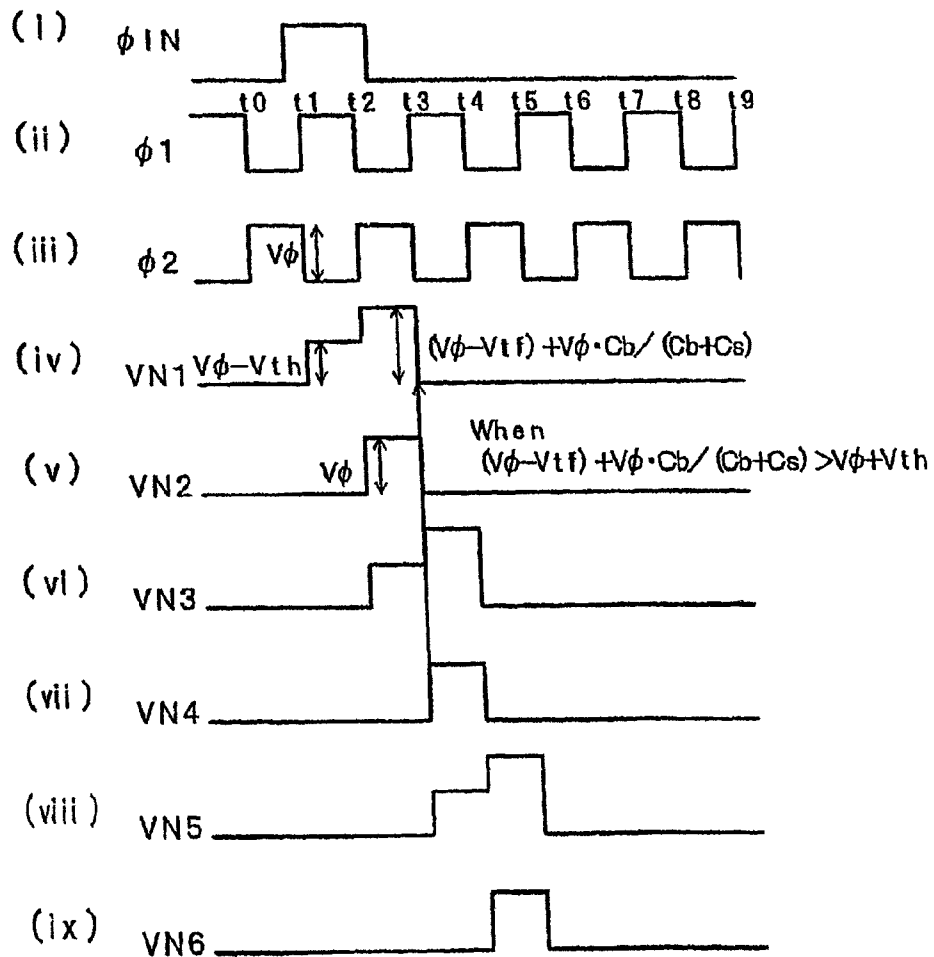 (i) φIN
t0 t1 t2 t3 t4 t5 t6 t7 t8 t9
(ii) φ1
(iii) φ2 Vφ
(iv) VN1 Vφ-Vth (Vφ-Vtf)+Vφ·Cb/(Cb+Cs)
When
(v) VN2 Vφ (Vφ-Vtf)+Vφ·Cb/(Cb+Cs)>Vφ+Vth
(vi) VN3
(vii) VN4
(viii) VN5
(ix) VN6